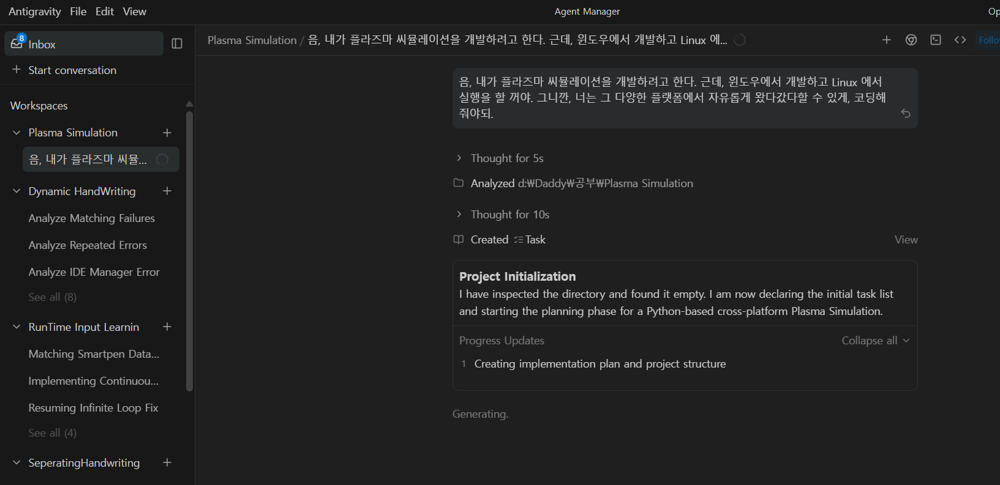 Antigravity File Edit View
Agent Manager
Op
8
Inbox
Start conversation
Workspaces
Plasma Simulation
음, 내가 플라즈마 씨뮬...
Dynamic HandWriting
Analyze Matching Failures
Analyze Repeated Errors
Analyze IDE Manager Error
See all (8)
RunTime Input Learnin
Matching Smartpen Data...
Implementing Continuou...
Resuming Infinite Loop Fix
See all (4)
SeperatingHandwriting
Plasma Simulation / 음, 내가 플라즈마 씨뮬레이션을 개발하려고 한다. 근데, 윈도우에서 개발하고 Linux 에...
Follo
음, 내가 플라즈마 씨뮬레이션을 개발하려고 한다. 근데, 윈도우에서 개발하고 Linux 에서
실행을 할 꺼야. 그니깐, 너는 그 다양한 플랫폼에서 자유롭게 왔다갔다할 수 있게, 코딩해
줘야되.
Thought for 5s
Analyzed d:₩Daddy₩공부₩Plasma Simulation
Thought for 10s
Created Task
View
Project Initialization
I have inspected the directory and found it empty. I am now declaring the initial task list
and starting the planning phase for a Python-based cross-platform Plasma Simulation.
Progress Updates
Collapse all
1 Creating implementation plan and project structure
Generating.